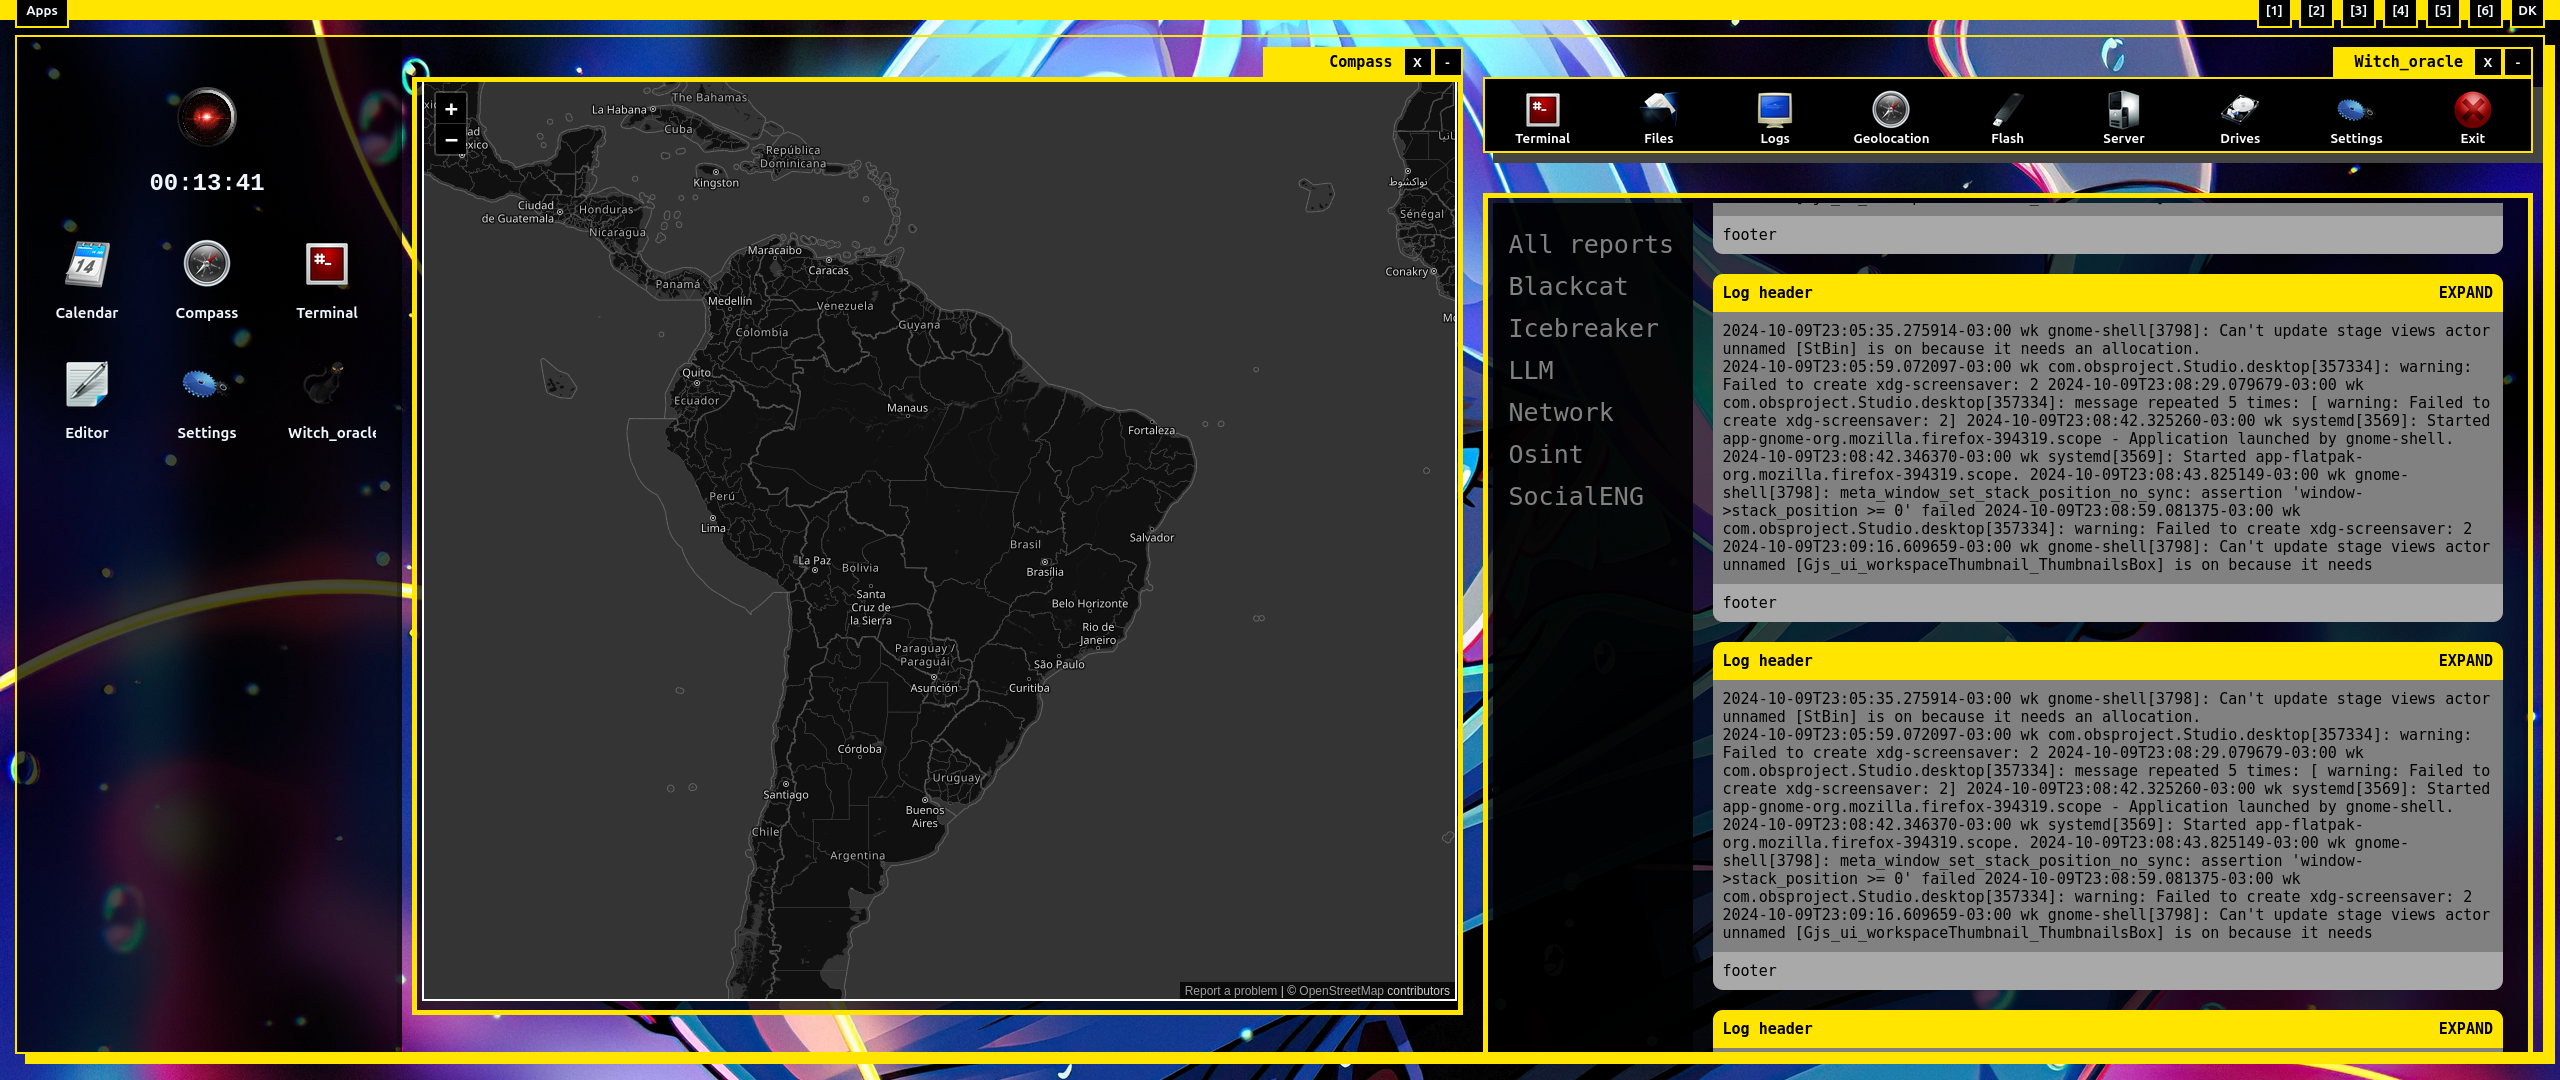 Apps
[1] [2] [3] [4] [5] [6] DK
00:13:41
Calendar Compass Terminal
Editor Settings Witch_oracle
Compass X -
+
−
La Habana
The Bahamas
Cuba
República
Dominicana
Kingston
Ciudad
de Guatemala
Honduras
Nicaragua
نواكشوط
Sénégal
Maracaibo
Caracas
Conakry
Panamá
Medellín
Venezuela
Colombia
Guyana
Quito
Ecuador
Manaus
Fortaleza
Perú
Lima
Salvador
Brasil
La Paz
Bolivia
Brasília
Santa
Cruz de
la Sierra
Belo Horizonte
Rio de
Janeiro
Paraguay /
Paraguái
São Paulo
Asunción
Curitiba
Córdoba
Uruguay
Santiago
Buenos
Aires
Chile
Argentina
Report a problem | © OpenStreetMap contributors
Witch_oracle X -
Terminal Files Logs Geolocation Flash Server Drives Settings Exit
All reports
Blackcat
Icebreaker
LLM
Network
Osint
SocialENG
footer
Log header EXPAND
2024-10-09T23:05:35.275914-03:00 wk gnome-shell[3798]: Can't update stage views actor
unnamed [StBin] is on because it needs an allocation.
2024-10-09T23:05:59.072097-03:00 wk com.obsproject.Studio.desktop[357334]: warning:
Failed to create xdg-screensaver: 2 2024-10-09T23:08:29.079679-03:00 wk
com.obsproject.Studio.desktop[357334]: message repeated 5 times: [ warning: Failed to
create xdg-screensaver: 2] 2024-10-09T23:08:42.325260-03:00 wk systemd[3569]: Started
app-gnome-org.mozilla.firefox-394319.scope - Application launched by gnome-shell.
2024-10-09T23:08:42.346370-03:00 wk systemd[3569]: Started app-flatpak-
org.mozilla.firefox-394319.scope. 2024-10-09T23:08:43.825149-03:00 wk gnome-
shell[3798]: meta_window_set_stack_position_no_sync: assertion 'window-
>stack_position >= 0' failed 2024-10-09T23:08:59.081375-03:00 wk
com.obsproject.Studio.desktop[357334]: warning: Failed to create xdg-screensaver: 2
2024-10-09T23:09:16.609659-03:00 wk gnome-shell[3798]: Can't update stage views actor
unnamed [Gjs_ui_workspaceThumbnail_ThumbnailsBox] is on because it needs
footer
Log header EXPAND
2024-10-09T23:05:35.275914-03:00 wk gnome-shell[3798]: Can't update stage views actor
unnamed [StBin] is on because it needs an allocation.
2024-10-09T23:05:59.072097-03:00 wk com.obsproject.Studio.desktop[357334]: warning:
Failed to create xdg-screensaver: 2 2024-10-09T23:08:29.079679-03:00 wk
com.obsproject.Studio.desktop[357334]: message repeated 5 times: [ warning: Failed to
create xdg-screensaver: 2] 2024-10-09T23:08:42.325260-03:00 wk systemd[3569]: Started
app-gnome-org.mozilla.firefox-394319.scope - Application launched by gnome-shell.
2024-10-09T23:08:42.346370-03:00 wk systemd[3569]: Started app-flatpak-
org.mozilla.firefox-394319.scope. 2024-10-09T23:08:43.825149-03:00 wk gnome-
shell[3798]: meta_window_set_stack_position_no_sync: assertion 'window-
>stack_position >= 0' failed 2024-10-09T23:08:59.081375-03:00 wk
com.obsproject.Studio.desktop[357334]: warning: Failed to create xdg-screensaver: 2
2024-10-09T23:09:16.609659-03:00 wk gnome-shell[3798]: Can't update stage views actor
unnamed [Gjs_ui_workspaceThumbnail_ThumbnailsBox] is on because it needs
footer
Log header EXPAND